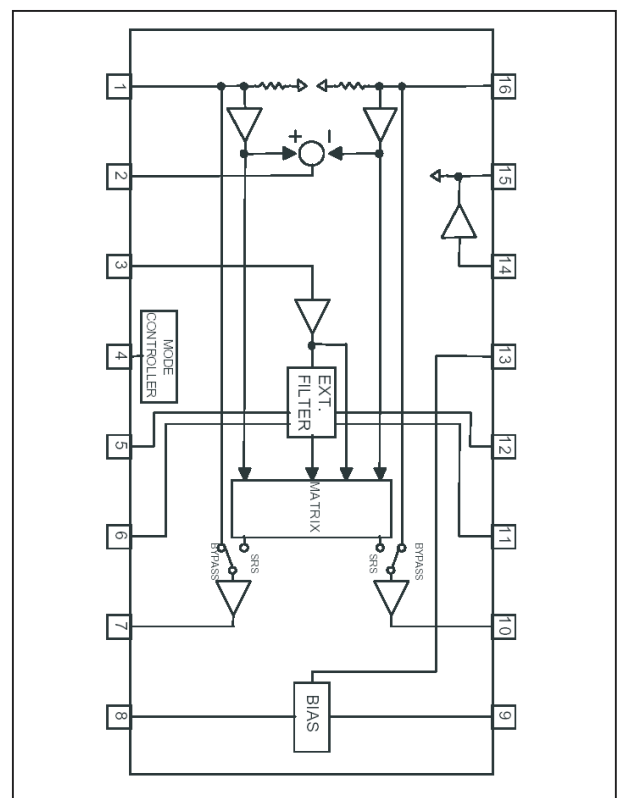 1
16
+
−
2
15
3
14
4
MODE
CONTROLLER
13
EXT.
FILTER
5
12
MATRIX
6
11
BYPASS
SRS
SRS
BYPASS
7
10
8
BIAS
9